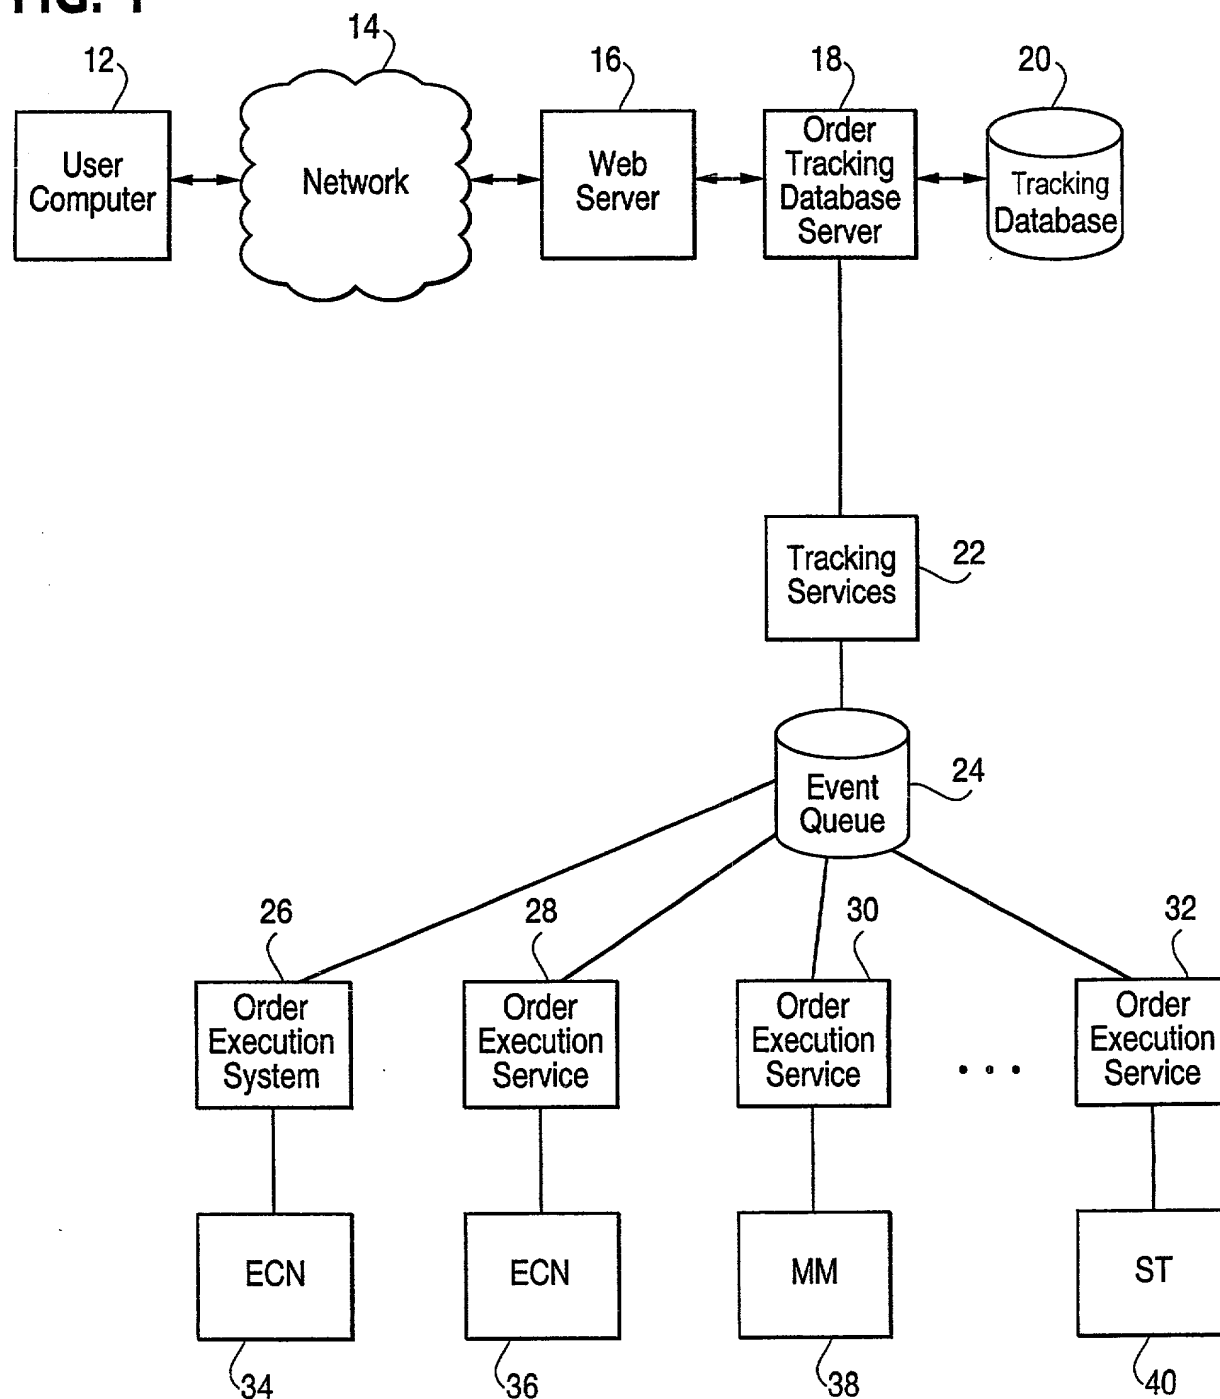 FIG. 1
14
12
16
18
20
User
Computer
Network
Web
Server
Order
Tracking
Database
Server
Tracking
Database
Tracking
Services
22
Event
Queue
24
26
28
30
32
Order
Execution
System
Order
Execution
Service
Order
Execution
Service
. . .
Order
Execution
Service
ECN
ECN
MM
ST
34
36
38
40